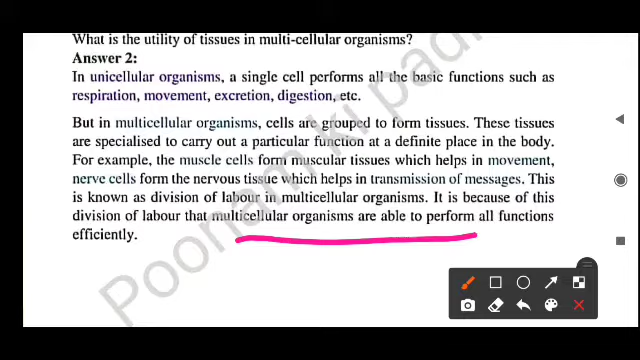 What is the utility of tissues in multi-cellular organisms?
Answer 2:
In unicellular organisms, a single cell performs all the basic functions such as
respiration, movement, excretion, digestion, etc.
But in multicellular organisms, cells are grouped to form tissues. These tissues
are specialised to carry out a particular function at a definite place in the body.
For example, the muscle cells form muscular tissues which helps in movement,
nerve cells form the nervous tissue which helps in transmission of messages. This
is known as division of labour in multicellular organisms. It is because of this
division of labour that multicellular organisms are able to perform all functions
efficiently.
Poonam ki pad